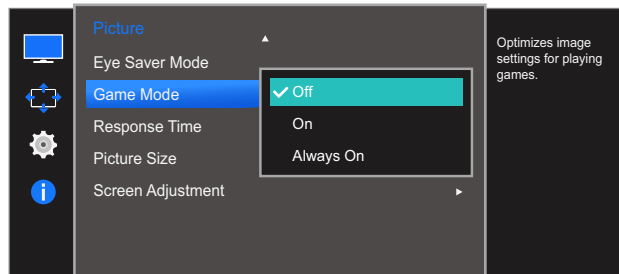 Picture
Eye Saver Mode
Game Mode
Response Time
Picture Size
Screen Adjustment
Off
On
Always On
Optimizes image
settings for playing
games.
i